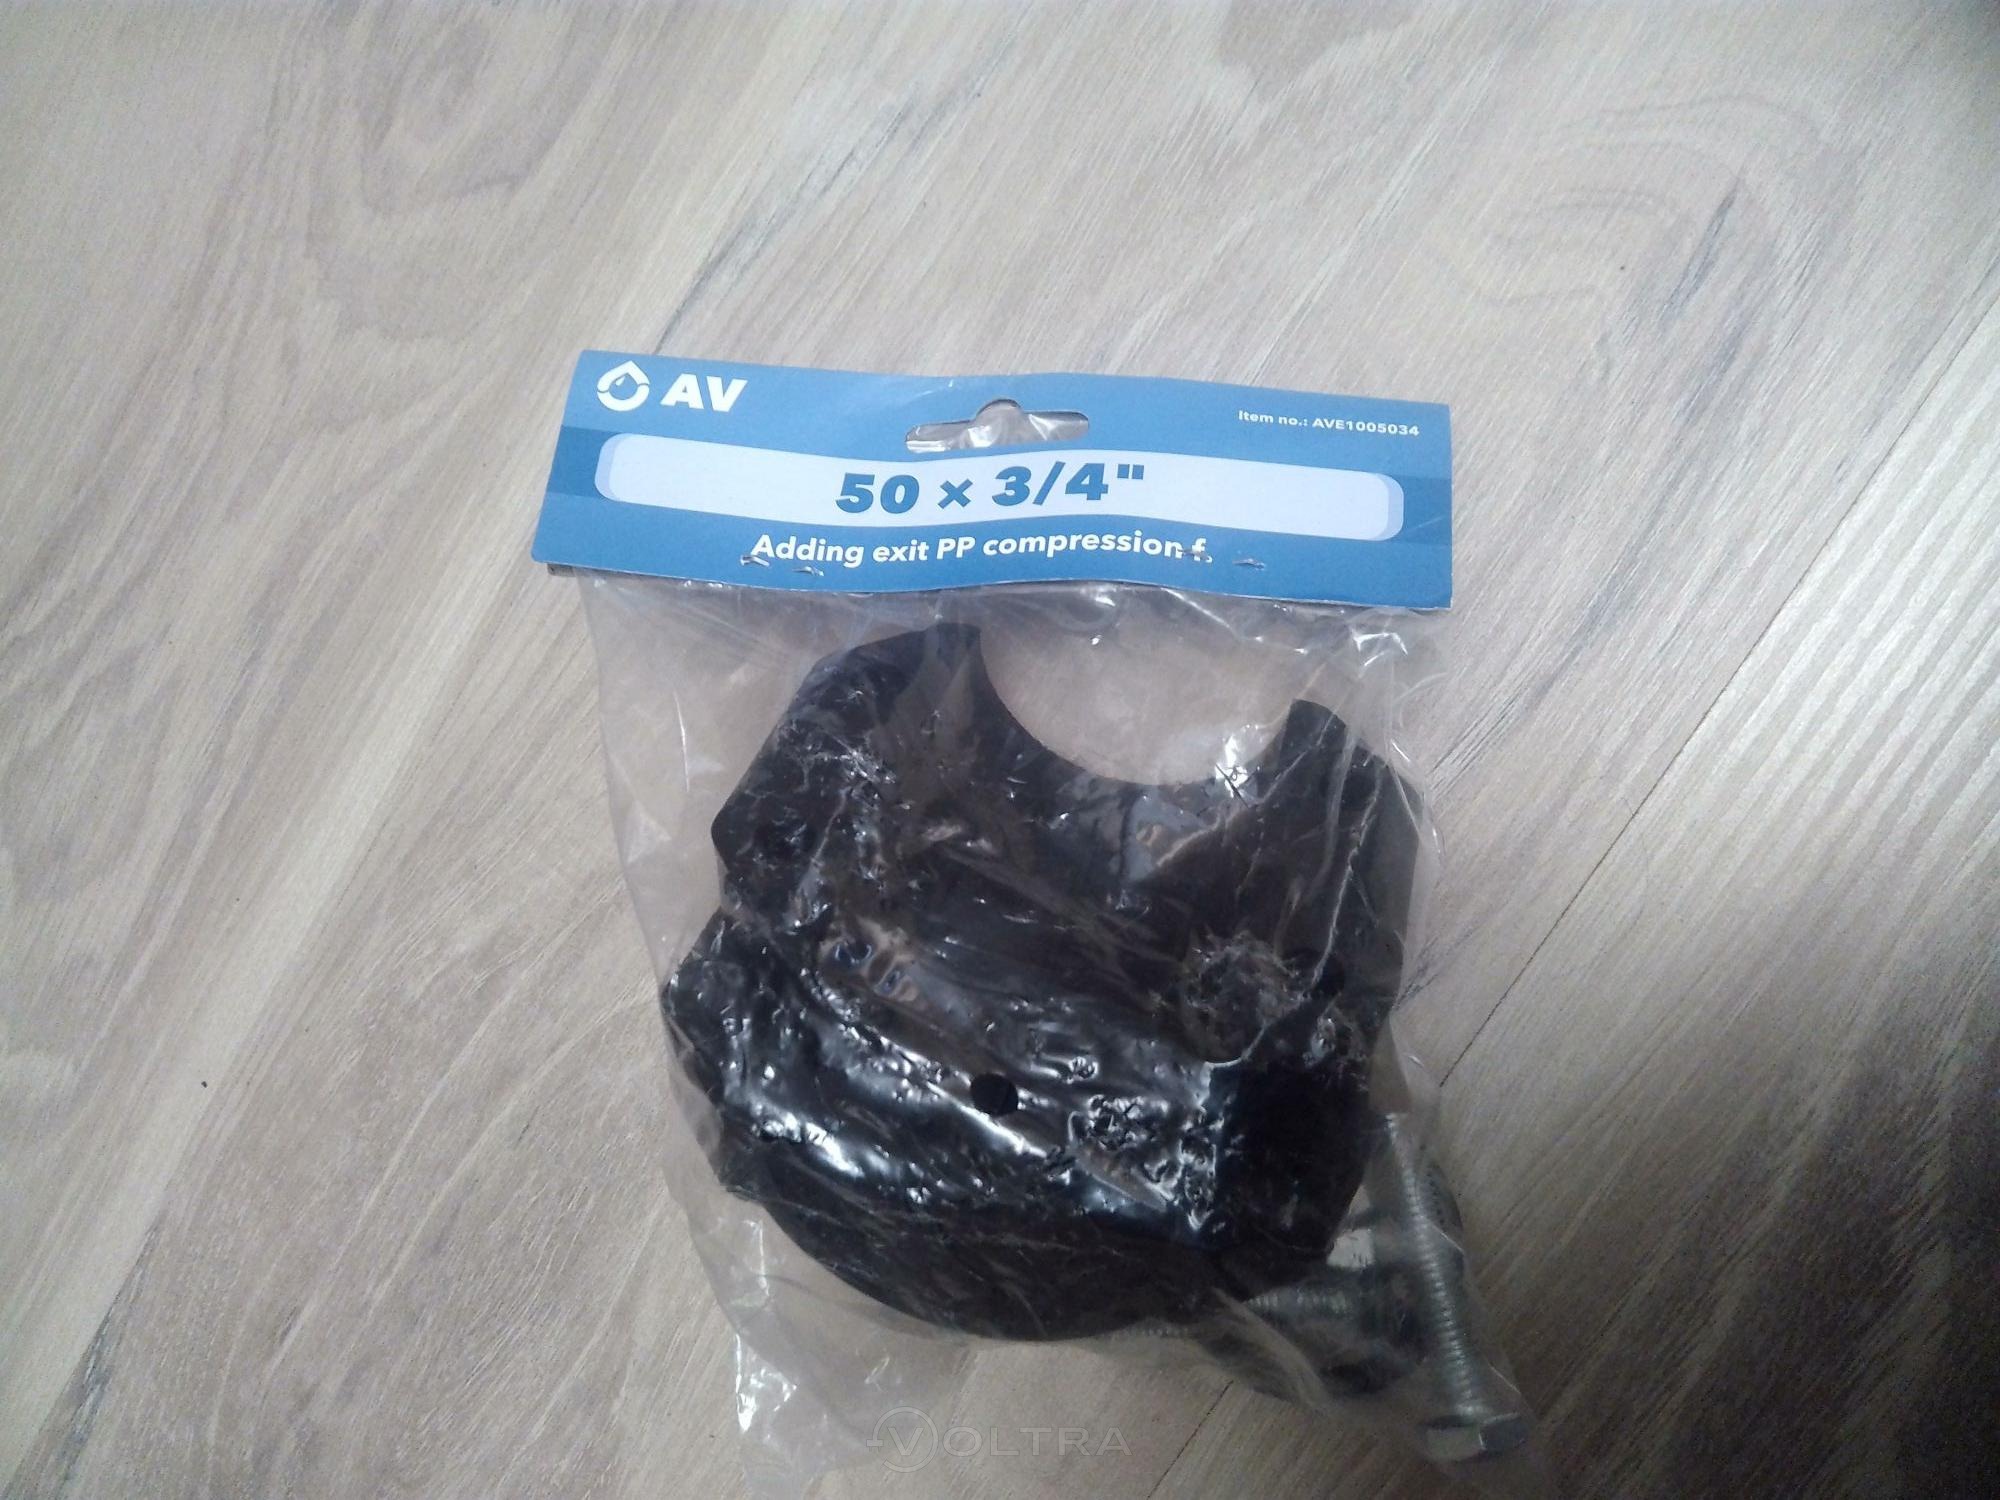 AV
Item no.: AVE1005034
50 × 3/4"
Adding exit PP compression f.
VOLTRA